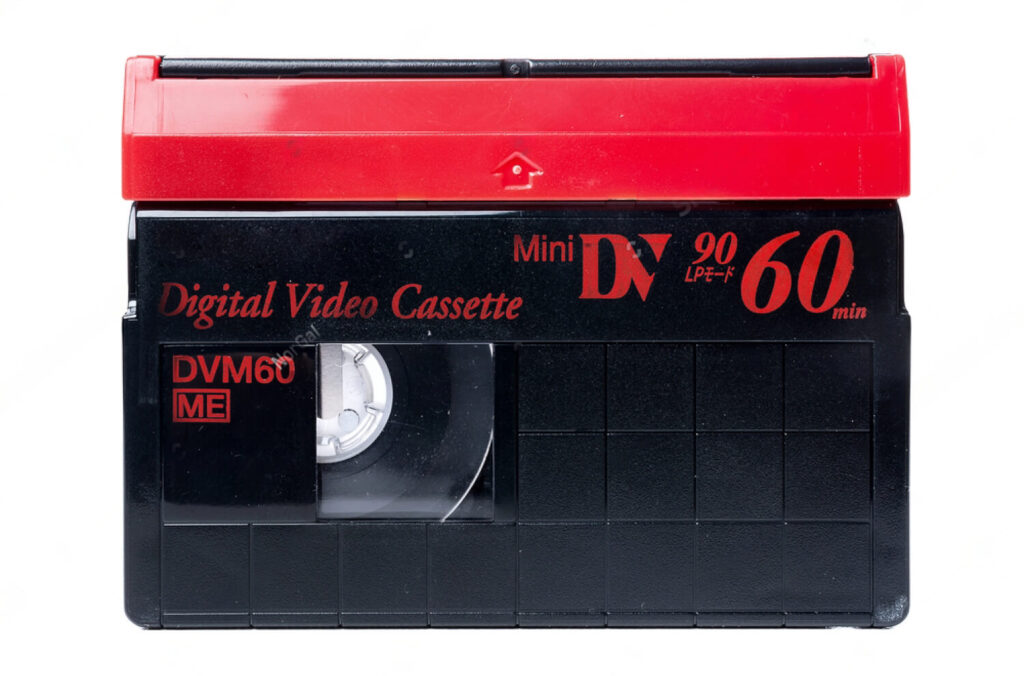 Mini DV 90 60
LPモード min
Digital Video Cassette
DVM60
ME